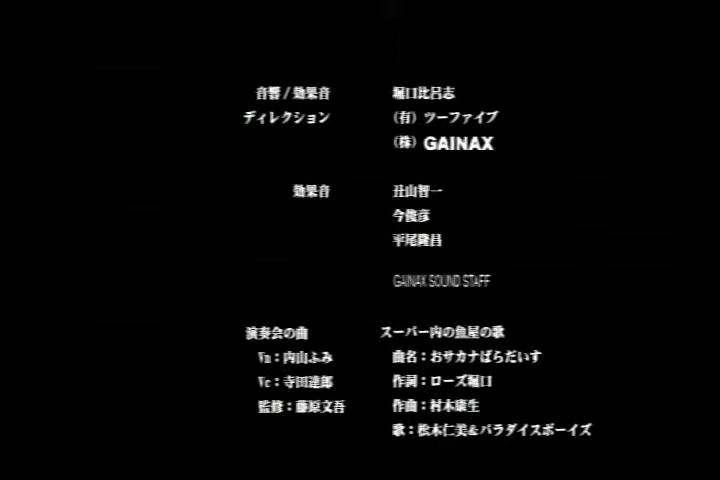 音響/効果音 堀口比呂志
ディレクション (有) ツーファイブ
(株) GAINAX
効果音 丑山智一
今俊彦
平尾隆昌
GAINAX SOUND STAFF
演奏会の曲 スーパー内の魚屋の歌
Vn:内山ふみ 曲名:おサカナぱらだいす
Vc:寺田達郎 作詞:ローズ堀口
監修:藤原文吾 作曲:村木康生
歌:松木仁美&パラダイスボーイズ